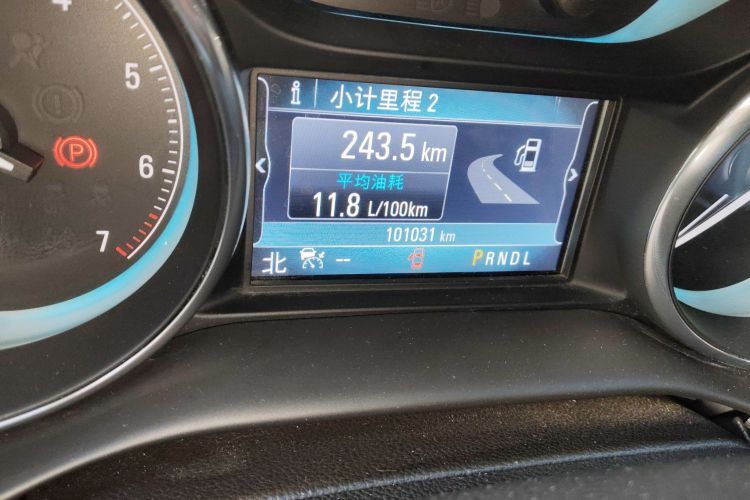 4
5
6
7
P
i 小计里程 2
243.5 km
平均油耗
11.8 L/100km
101031 km
北 --
PRNDL